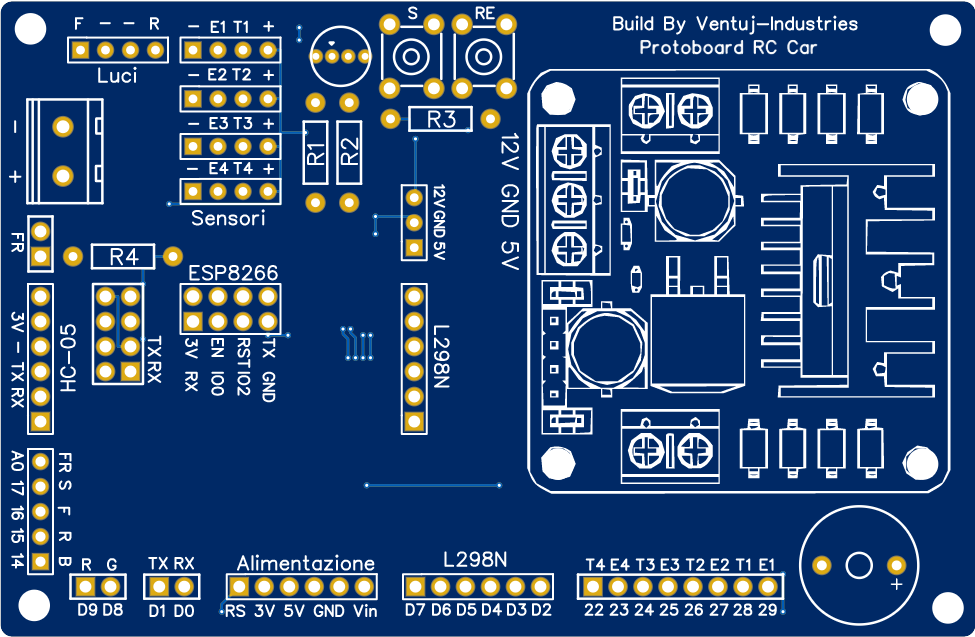 F - - R
Luci
- E1 T1 +
- E2 T2 +
- E3 T3 +
- E4 T4 +
Sensori
S
RE
Build By Ventuj-Industries
Protoboard RC Car
-
+
R1
R2
R3
12V GND 5V
12V GND 5V
FR
R4
ESP8266
3V EN RST TX
RX IO0 IO2 GND
TX RX
HC-05
3V - TX RX
L298N
A0 17 16 15 14
FR S F R B
R G
D9 D8
TX RX
D1 D0
Alimentazione
RS 3V 5V GND Vin
L298N
D7 D6 D5 D4 D3 D2
T4 E4 T3 E3 T2 E2 T1 E1
22 23 24 25 26 27 28 29
+